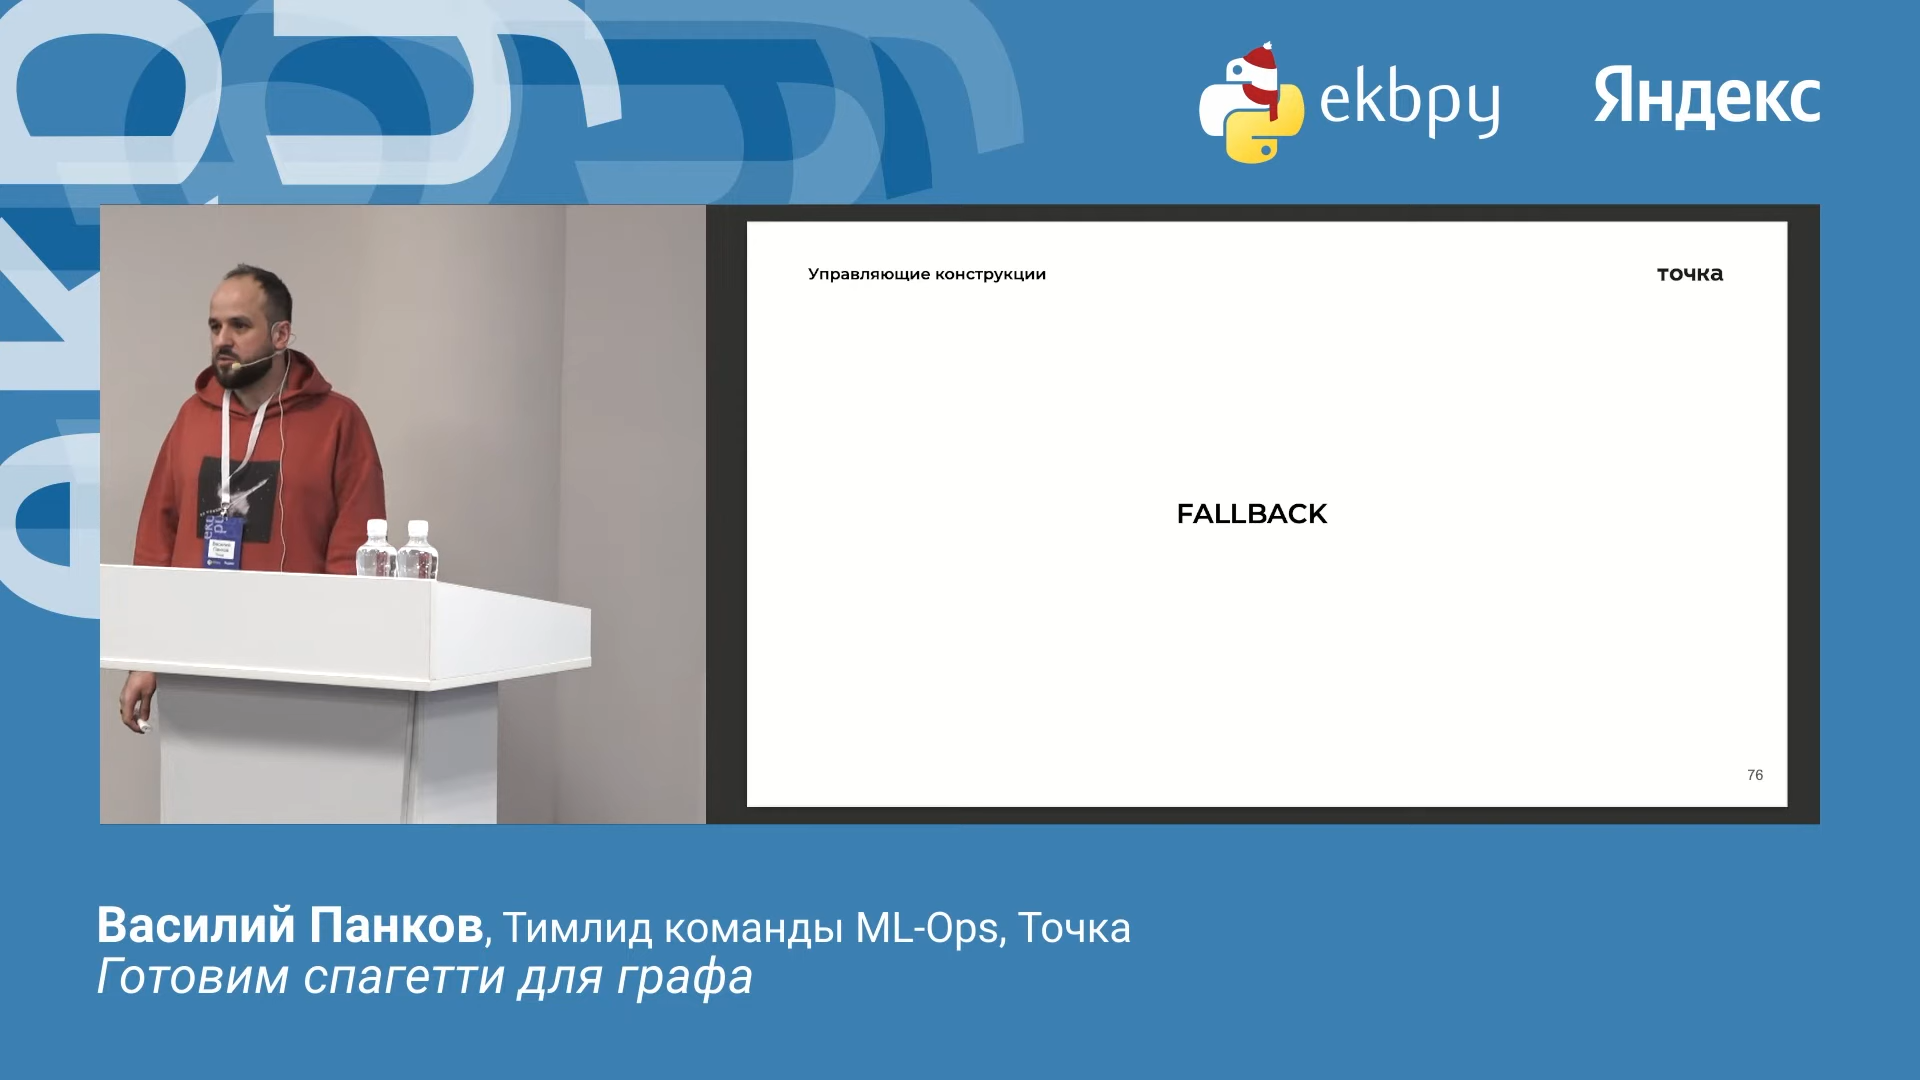 ekbpy
Яндекс
Управляющие конструкции
точка
FALLBACK
76
Василий Панков, Тимлид команды ML-Ops, Точка
Готовим спагетти для графа